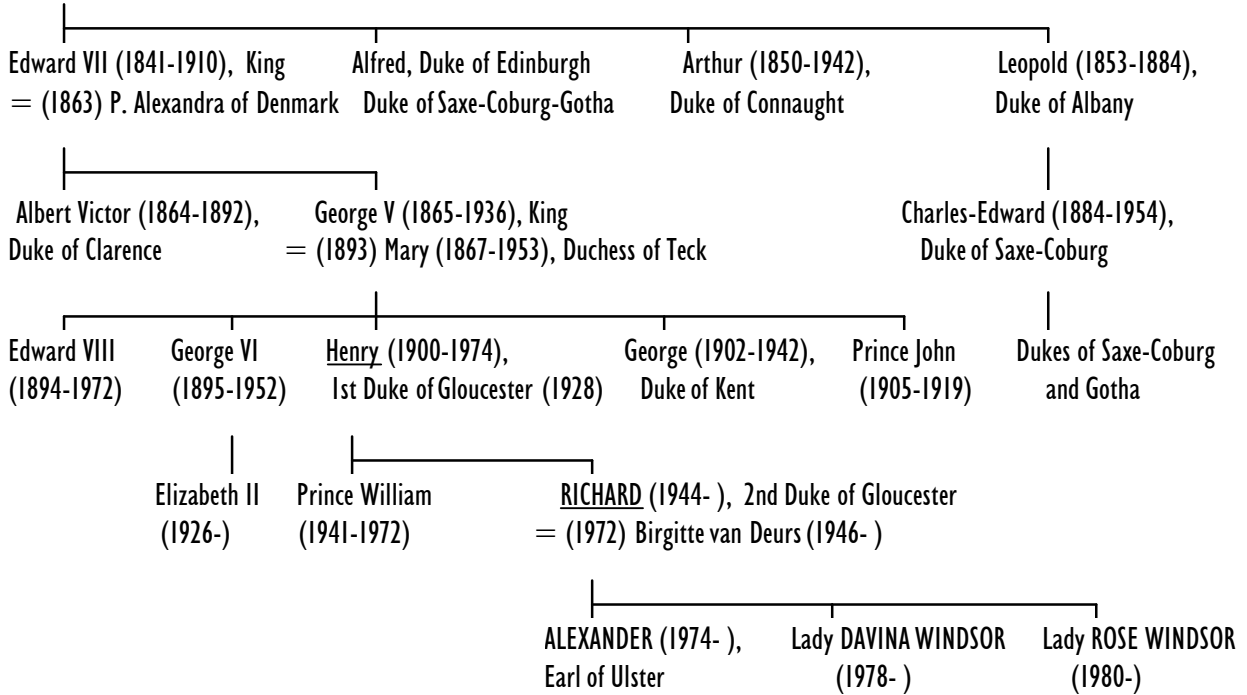 Edward VII (1841-1910), King
= (1863) P. Alexandra of Denmark
Alfred, Duke of Edinburgh
Duke of Saxe-Coburg-Gotha
Arthur (1850-1942),
Duke of Connaught
Leopold (1853-1884),
Duke of Albany
Albert Victor (1864-1892),
Duke of Clarence
George V (1865-1936), King
= (1893) Mary (1867-1953), Duchess of Teck
Charles-Edward (1884-1954),
Duke of Saxe-Coburg
Edward VIII
(1894-1972)
George VI
(1895-1952)
Henry (1900-1974),
1st Duke of Gloucester (1928)
George (1902-1942),
Duke of Kent
Prince John
(1905-1919)
Dukes of Saxe-Coburg
and Gotha
Elizabeth II
(1926-)
Prince William
(1941-1972)
RICHARD (1944- ), 2nd Duke of Gloucester
= (1972) Birgitte van Deurs (1946- )
ALEXANDER (1974- ),
Earl of Ulster
Lady DAVINA WINDSOR
(1978- )
Lady ROSE WINDSOR
(1980-)